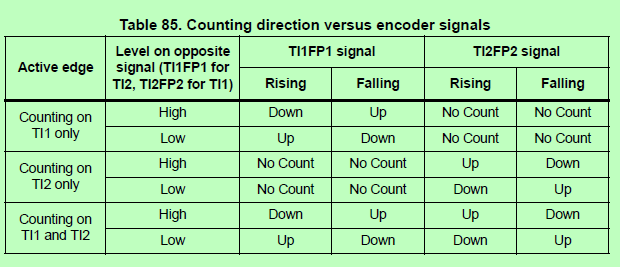 Table 85. Counting direction versus encoder signals
Active edge
Level on opposite
signal (TI1FP1 for
TI2, TI2FP2 for TI1)
TI1FP1 signal
TI2FP2 signal
Rising Falling Rising Falling
Counting on
TI1 only
High Down Up No Count No Count
Low Up Down No Count No Count
Counting on
TI2 only
High No Count No Count Up Down
Low No Count No Count Down Up
Counting on
TI1 and TI2
High Down Up Up Down
Low Up Down Down Up